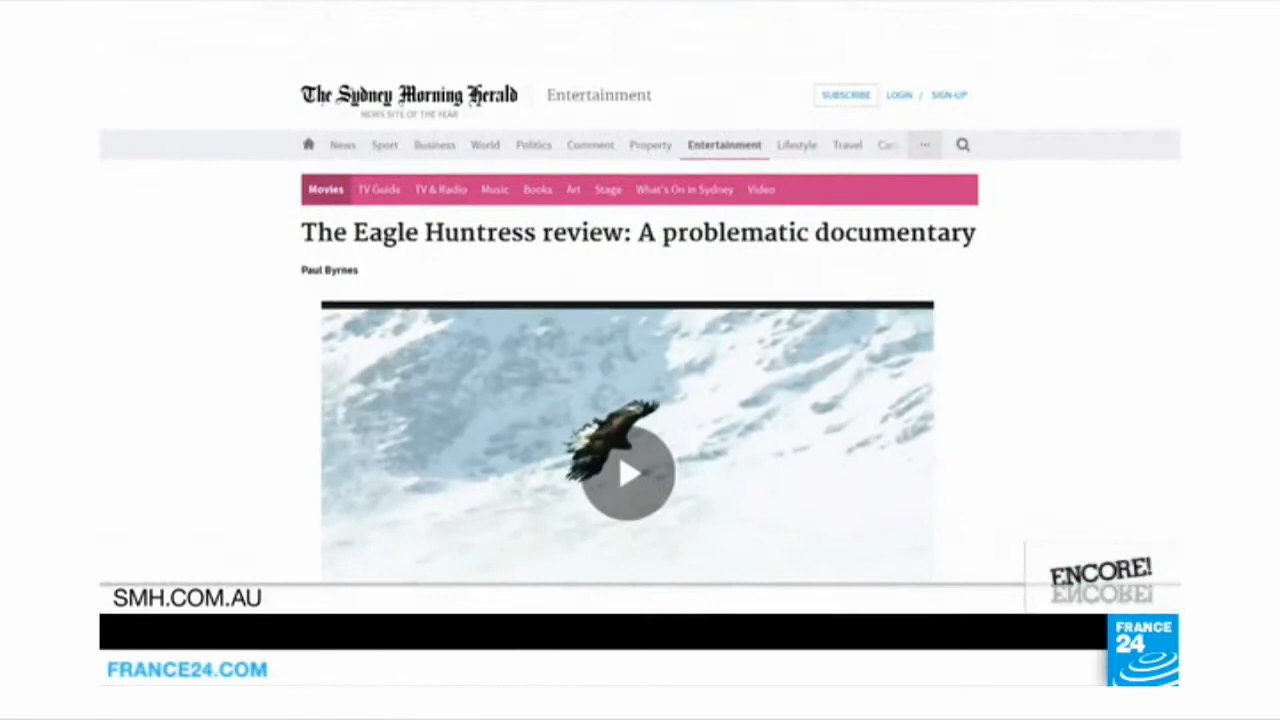 The Sydney Morning Herald
Entertainment
SUBSCRIBE LOGIN / SIGN-UP
NEWS SITE OF THE YEAR
News Sport Business World Politics Comment Property Entertainment Lifestyle Travel ...
Movies TV Guide TV & Radio Music Books Art Stage What's On in Sydney Video
The Eagle Huntress review: A problematic documentary
Paul Byrnes
ENCORE!
SMH.COM.AU
FRANCE
24
FRANCE24.COM